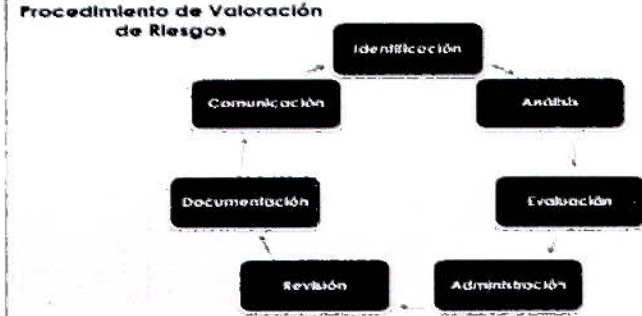 Procedimiento de Valoración
de Riesgos
Identificación
Análisis
Evaluación
Administración
Revisión
Documentación
Comunicación